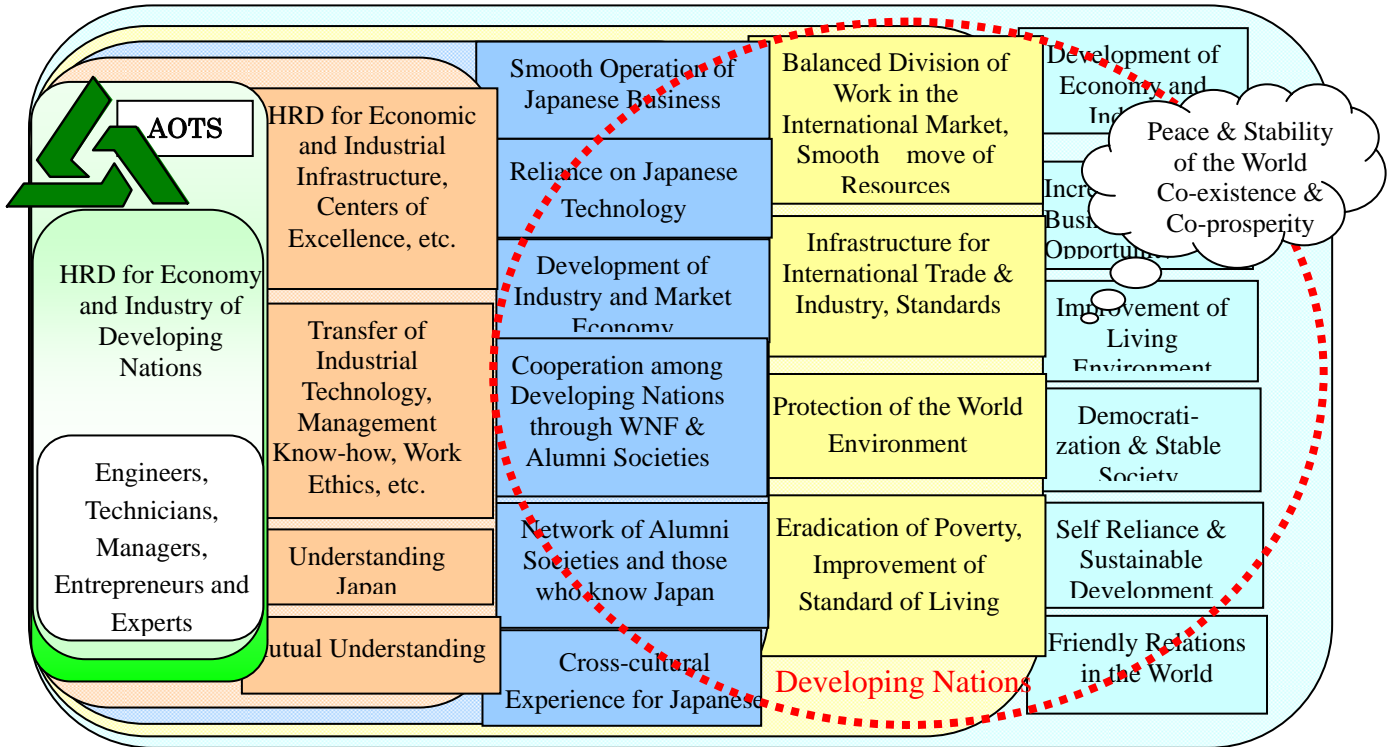 AOTS
HRD for Economy
and Industry of
Developing
Nations
Engineers,
Technicians,
Managers,
Entrepreneurs and
Experts
HRD for Economic
and Industrial
Infrastructure,
Centers of
Excellence, etc.
Transfer of
Industrial
Technology,
Management
Know-how, Work
Ethics, etc.
Understanding
Japan
utual Understanding
Smooth Operation of
Japanese Business
Reliance on Japanese
Technology
Development of
Industry and Market
Economy
Cooperation among
Developing Nations
through WNF &
Alumni Societies
Network of Alumni
Societies and those
who know Japan
Cross-cultural
Experience for Japanese
Balanced Division of
Work in the
International Market,
Smooth move of
Resources
Infrastructure for
International Trade &
Industry, Standards
Protection of the World
Environment
Eradication of Poverty,
Improvement of
Standard of Living
Developing Nations
Development of
Economy and
Peace & Stability
of the World
Co-existence &
Co-prosperity
Improvement of
Living
Environment
Democrati-
zation & Stable
Society
Self Reliance &
Sustainable
Development
Friendly Relations
in the World